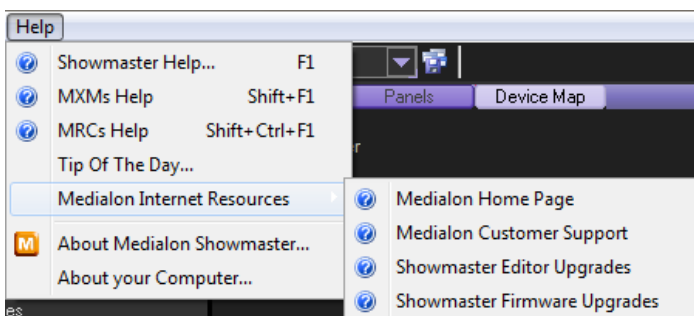 Help
Showmaster Help... F1
MXMs Help Shift+F1
Panels Device Map
MRCs Help Shift+Ctrl+F1
r
Tip Of The Day...
Medialon Internet Resources
Medialon Home Page
Medialon Customer Support
M About Medialon Showmaster...
Showmaster Editor Upgrades
About your Computer...
Showmaster Firmware Upgrades
es